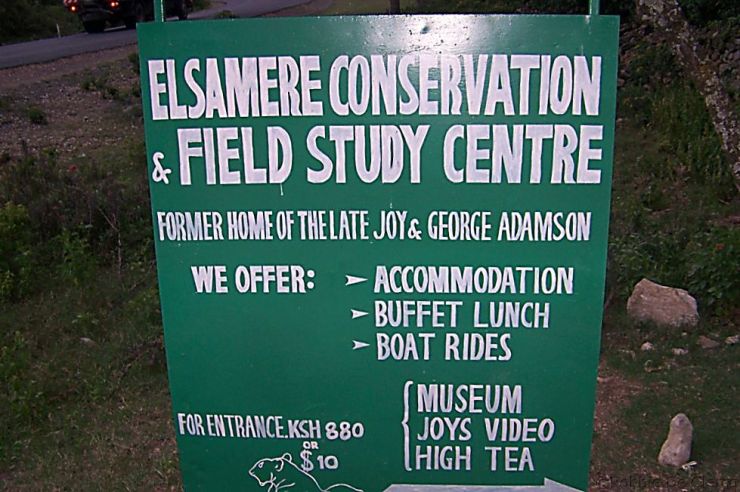 ELSAMERE CONSERVATION
& FIELD STUDY CENTRE
FORMER HOME OF THE LATE JOY & GEORGE ADAMSON
WE OFFER: ➤ ACCOMMODATION
➤ BUFFET LUNCH
➤ BOAT RIDES
FOR ENTRANCE. KSH 880
OR
$10
MUSEUM
JOYS VIDEO
HIGH TEA